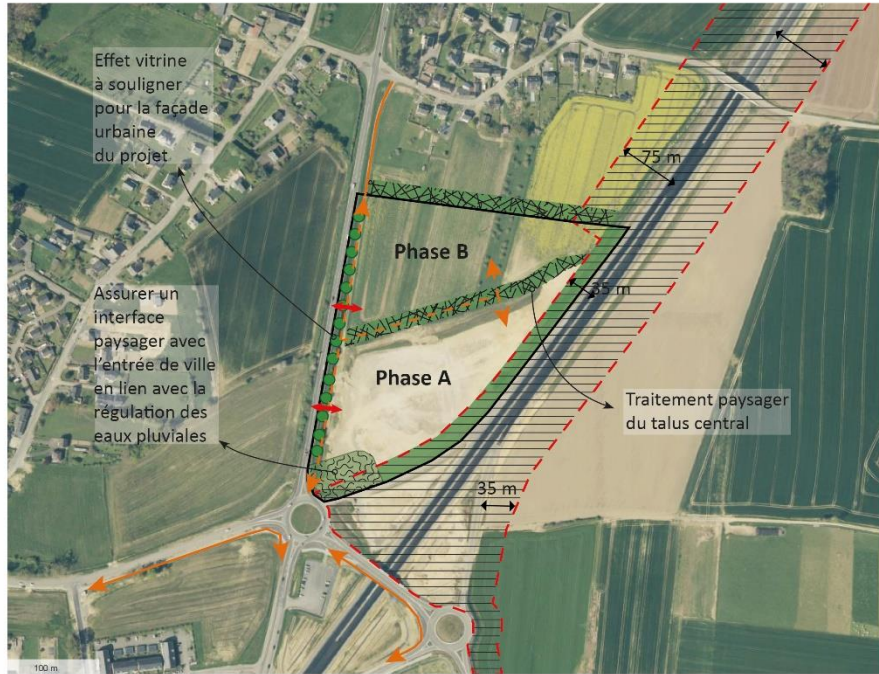 Effet vitrine
à souligner
pour la façade
urbaine
du projet
75 m
Phase B
35 m
Assurer un
interface
paysager avec
l'entrée de ville
en lien avec la
régulation des
eaux pluviales
Phase A
Traitement paysager
du talus central
35 m
100 m